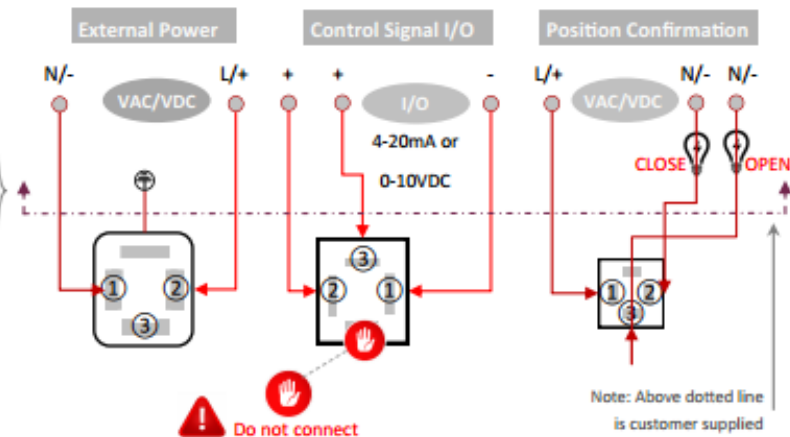 External Power
Control Signal I/O
Position Confirmation
N/-
L/+
+
+
-
L/+
N/-
N/-
VAC/VDC
I/O
VAC/VDC
4-20mA or
0-10VDC
CLOSE
OPEN
1
2
3
3
2
1
1
2
3
Note: Above dotted line
is customer supplied
!
Do not connect